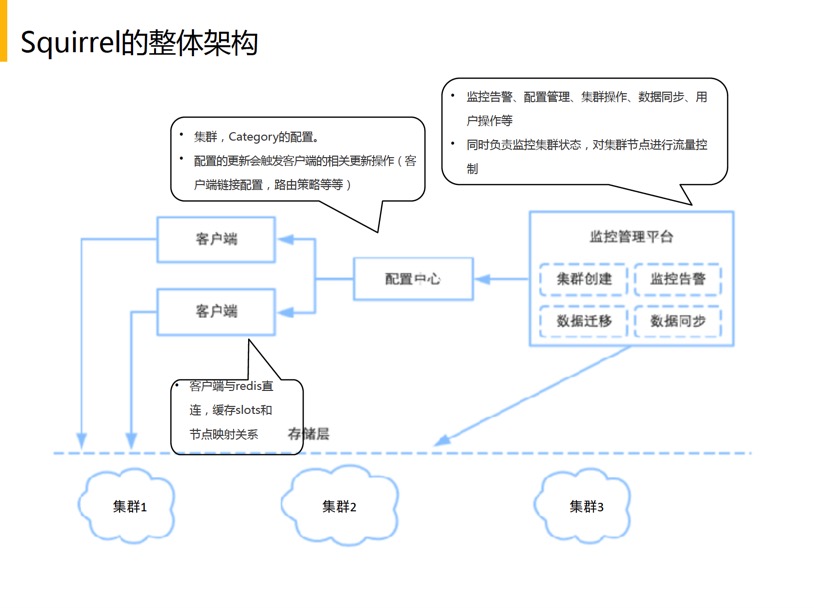 Squirrel的整体架构
• 监控告警、配置管理、集群操作、数据同步、用
户操作等
• 同时负责监控集群状态，对集群节点进行流量控
制
• 集群，Category的配置。
• 配置的更新会触发客户端的相关更新操作（客
户端链接配置，路由策略等等）
客户端
监控管理平台
配置中心
集群创建
监控告警
客户端
数据迁移
数据同步
• 客户端与redis直
连，缓存slots和
节点映射关系
存储层
集群1
集群2
集群3